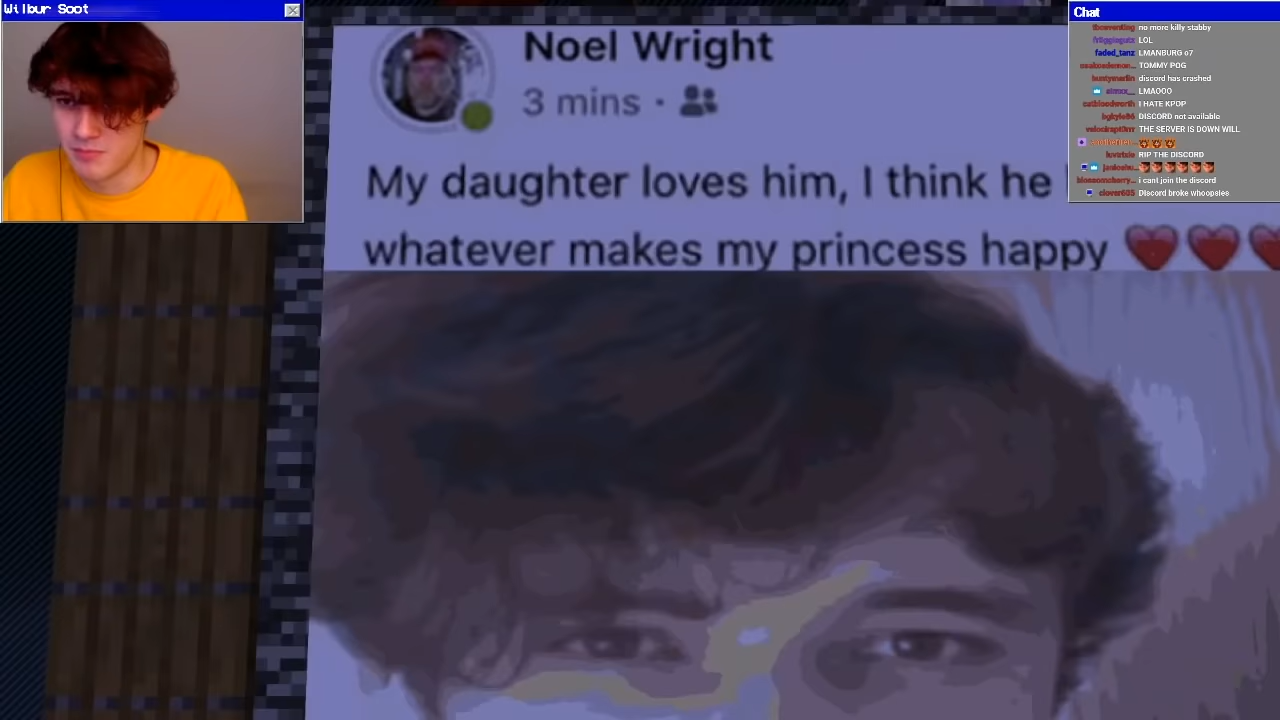 Wilbur Soot
Noel Wright
3 mins ·
My daughter loves him, I think he
whatever makes my princess happy
Chat
no more killy stabby
LOL
faded_tanz LMANBURG o7
TOMMY POG
discord has crashed
LMAOOO
I HATE KPOP
DISCORD not available
THE SERVER IS DOWN WILL
RIP THE DISCORD
i cant join the discord
clover635 Discord broke whoopsies